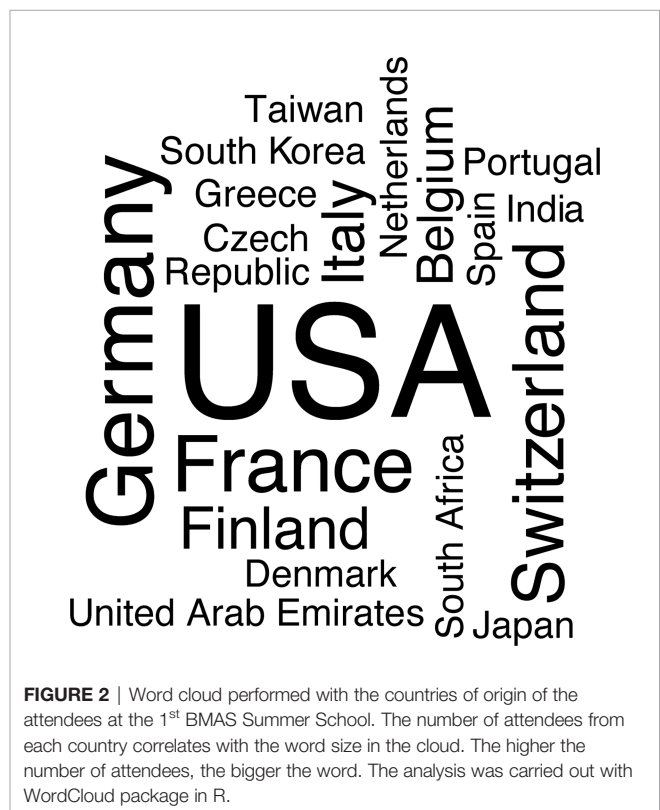 Taiwan
South Korea
Greece
Czech
Republic
Italy
Netherlands
Belgium
Spain
Portugal
India
Germany
USA
Switzerland
France
Finland
Denmark
United Arab Emirates
South Africa
Japan
FIGURE 2 | Word cloud performed with the countries of origin of the
attendees at the 1st BMAS Summer School. The number of attendees from
each country correlates with the word size in the cloud. The higher the
number of attendees, the bigger the word. The analysis was carried out with
WordCloud package in R.